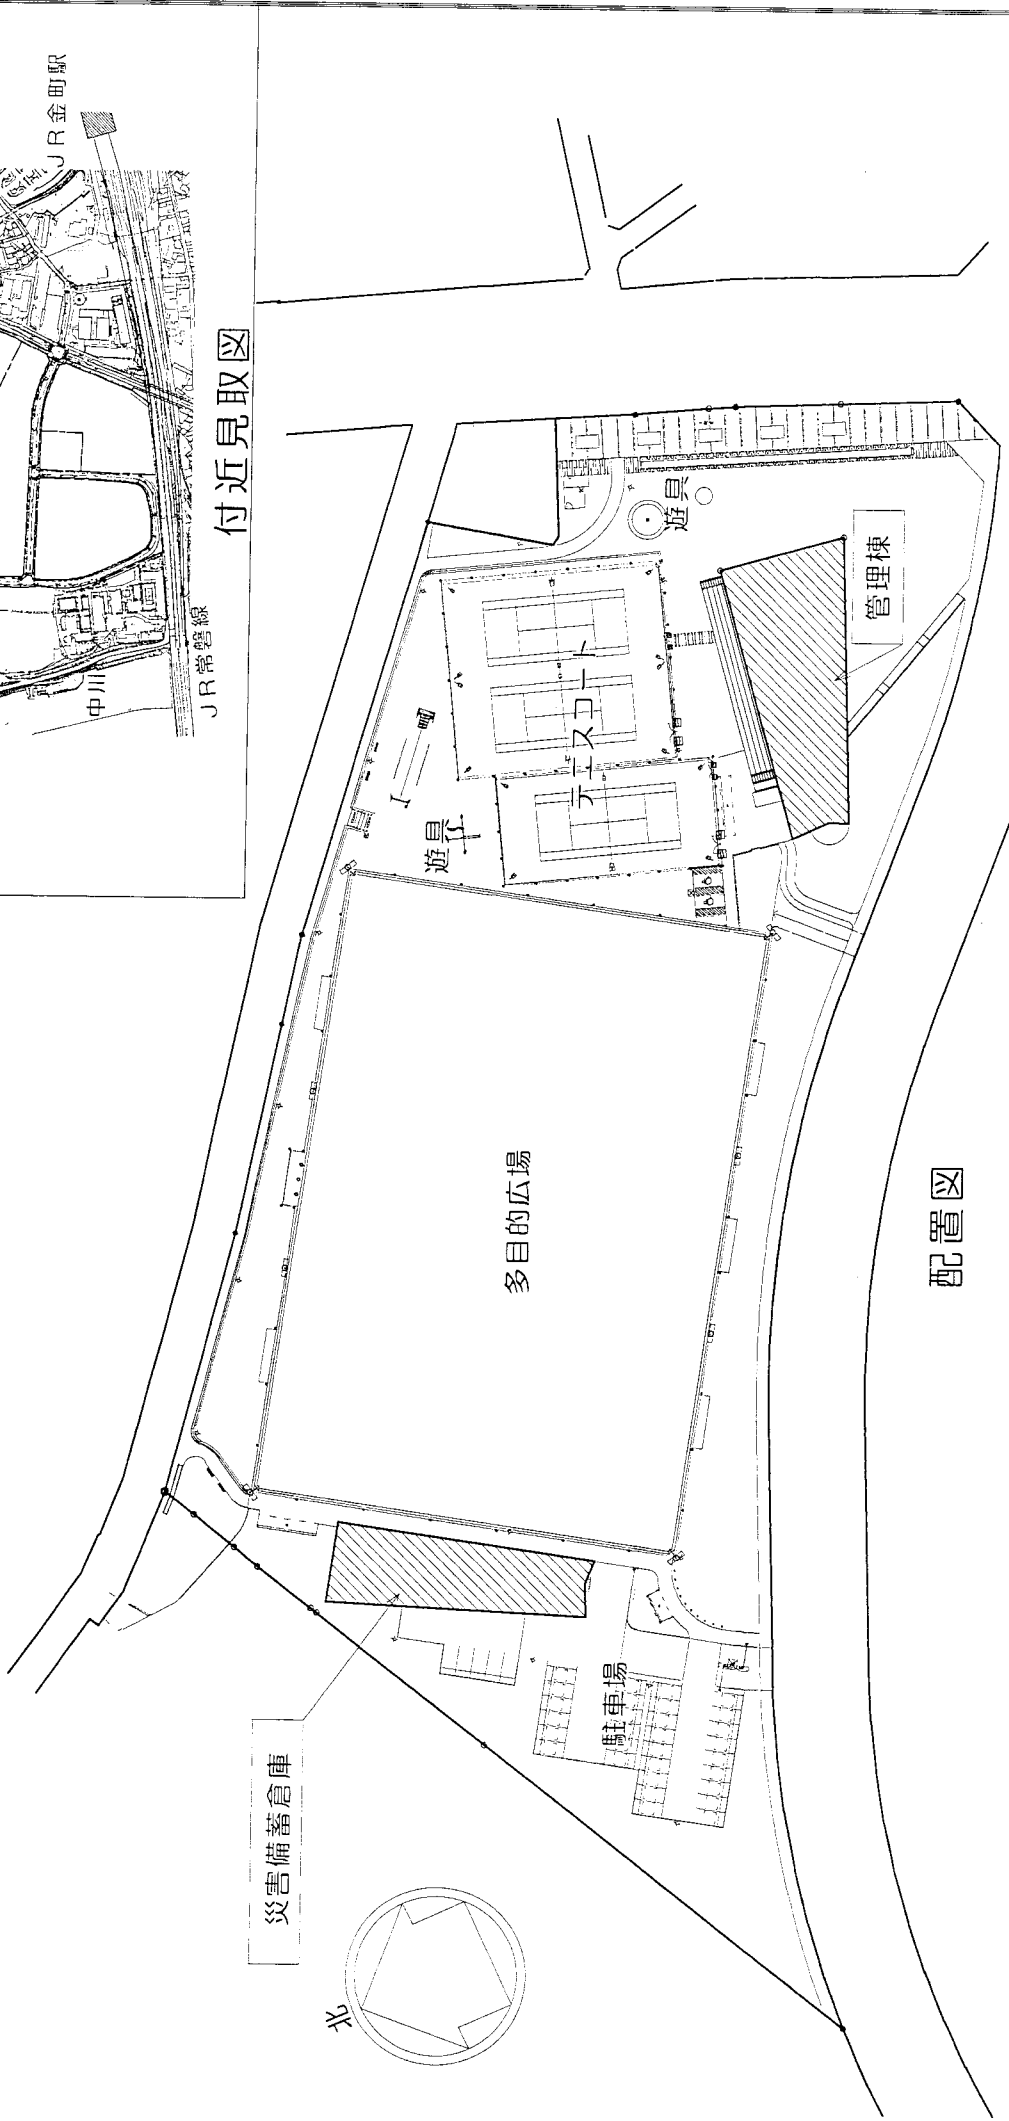 JR金町駅
中川
JR常磐線
付近見取図
遊具
管理棟
テニスコート
遊具
多目的広場
配置図
駐車場
災害備蓄倉庫
北